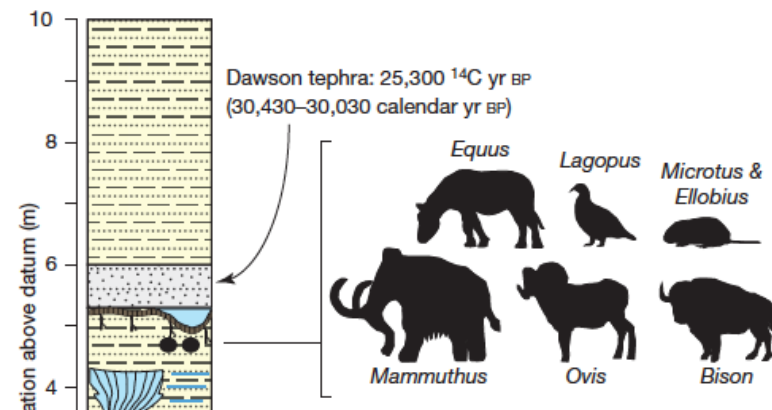 10
Dawson tephra: 25,300 ¹⁴C yr BP
(30,430–30,030 calendar yr BP)
8
Equus
Lagopus
Microtus &
Ellobius
6
ation above datum (m)
Mammuthus
Ovis
Bison
4